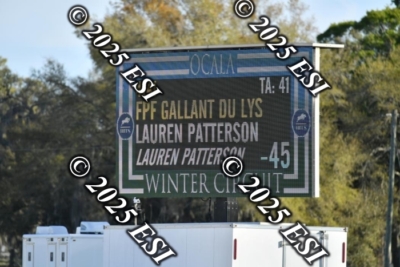 OCALA
TA: 41
FPF GALLANT DU LYS
LAUREN PATTERSON
LAUREN PATTERSON -45
WINTER CIRCUIT
© 2025 ESI
© 2025 ESI
© 2025 ESI
© 2025 ESI